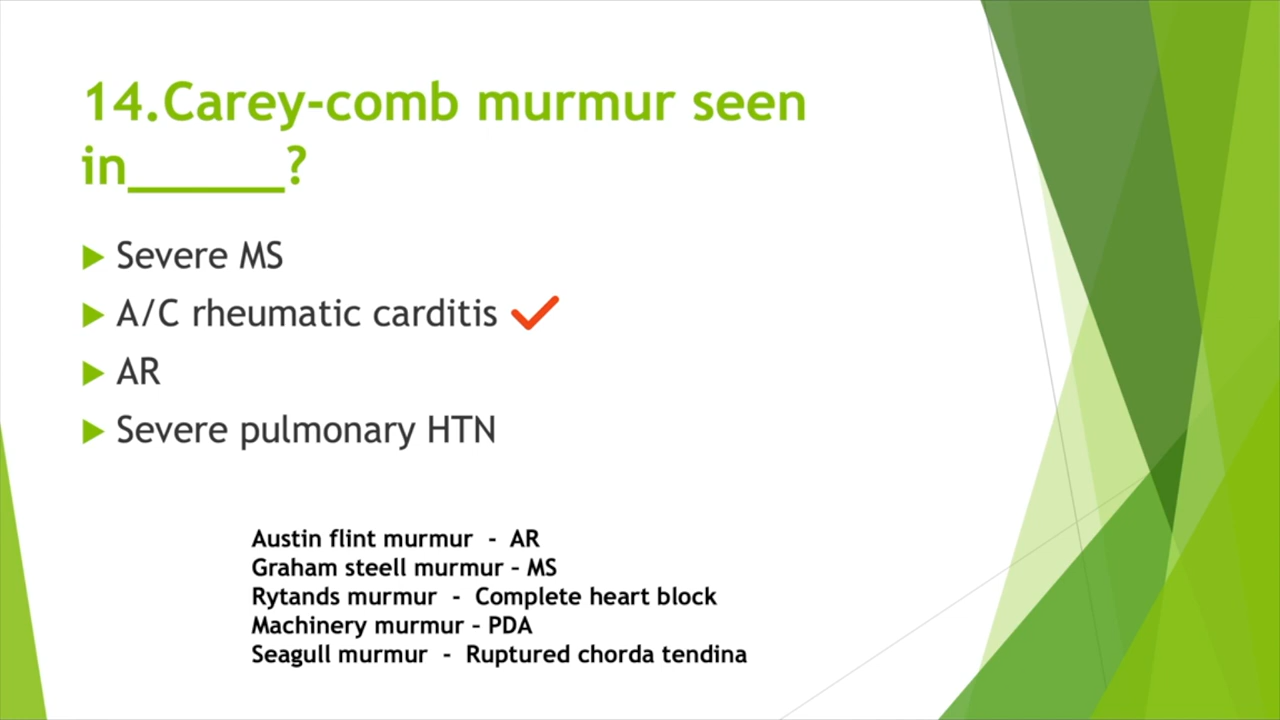 14.Carey-comb murmur seen
in______?
Severe MS
A/C rheumatic carditis
AR
Severe pulmonary HTN
Austin flint murmur - AR
Graham steell murmur – MS
Rytands murmur - Complete heart block
Machinery murmur – PDA
Seagull murmur - Ruptured chorda tendina